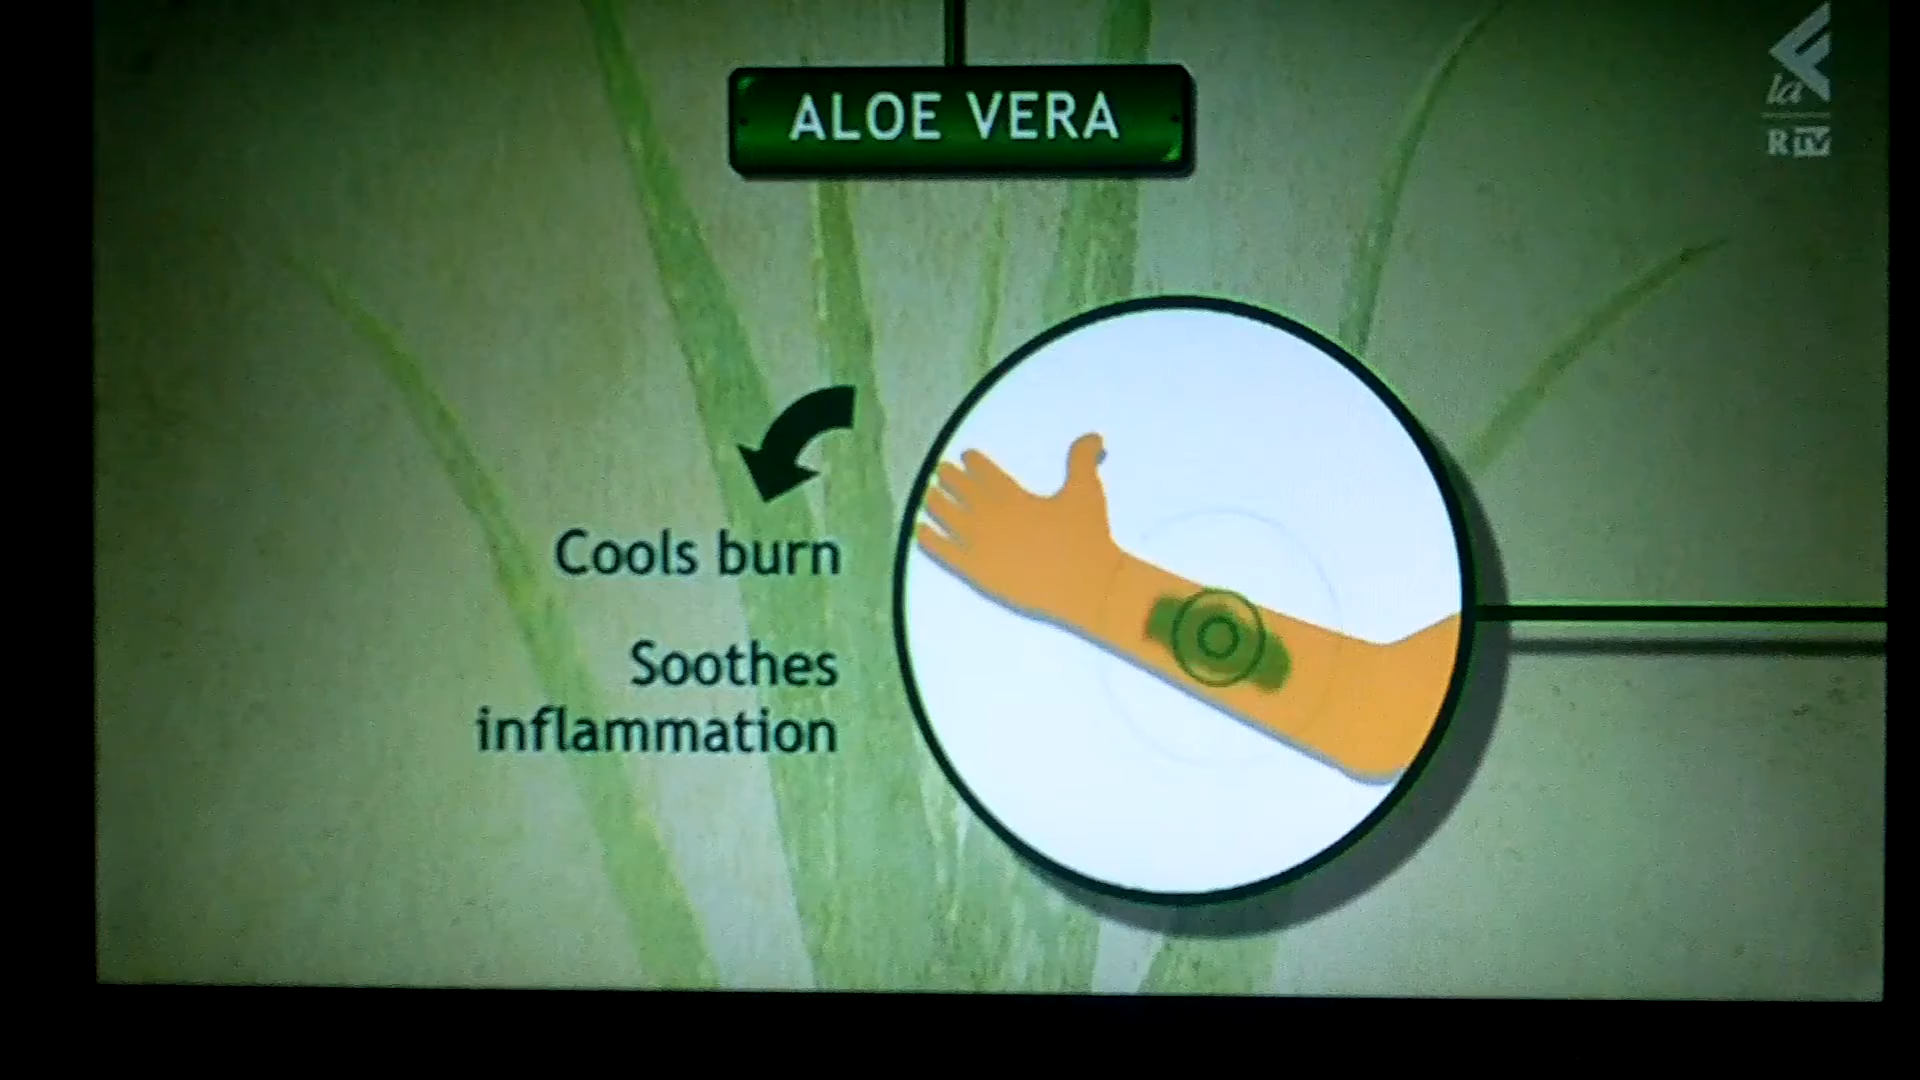 ALOE VERA
la
R TV
Cools burn
Soothes
inflammation